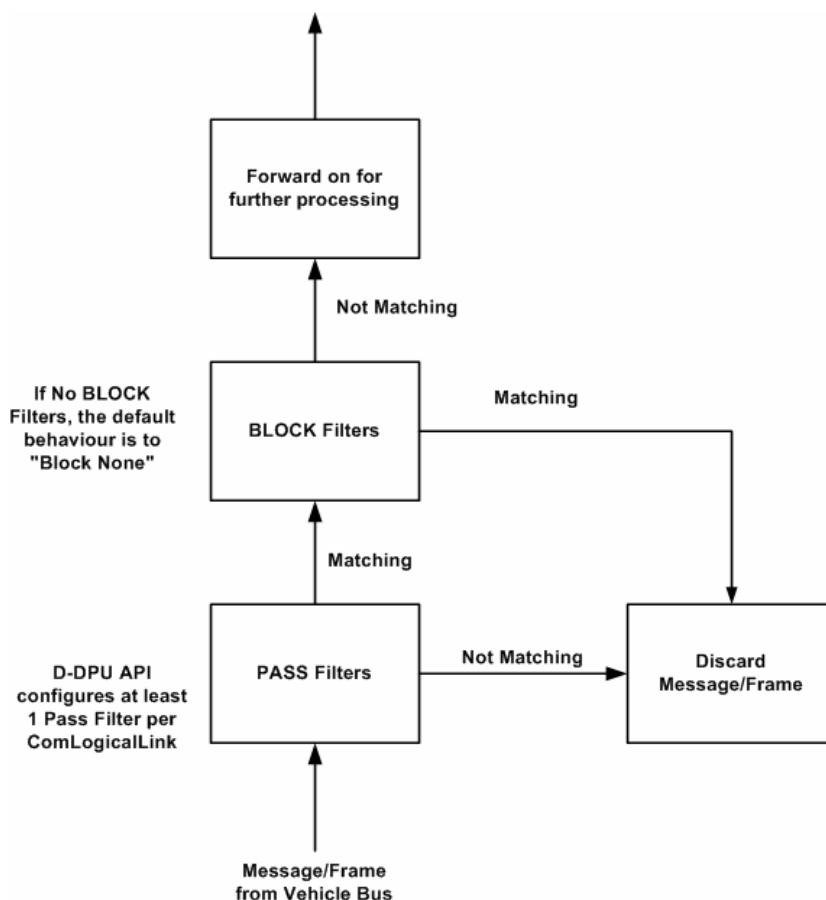 Forward on for
further processing
Not Matching
If No BLOCK
Filters, the default
behaviour is to
"Block None"
BLOCK Filters
Matching
Matching
D-DPU API
configures at least
1 Pass Filter per
ComLogicalLink
PASS Filters
Not Matching
Discard
Message/Frame
Message/Frame
from Vehicle Bus